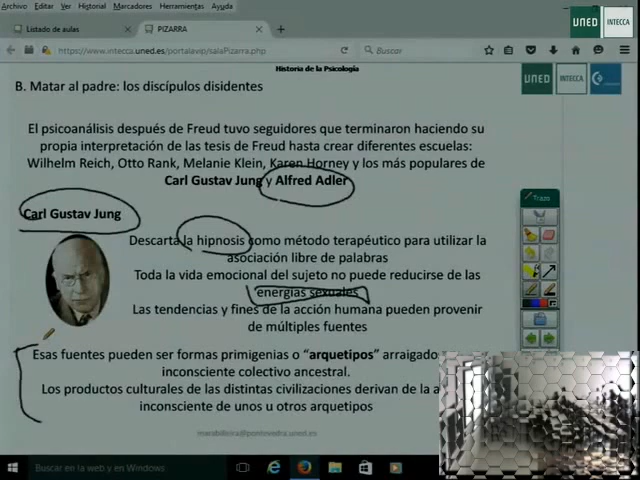 Archivo Editar Ver Historial Marcadores Herramientas Ayuda
UNED INTECCA
Listado de aulas
PIZARRA
https://www.intecca.uned.es/portalavip/salaPizarra.php
Buscar
Historia de la Psicología
UNED INTECCA
B. Matar al padre: los discípulos disidentes
El psicoanálisis después de Freud tuvo seguidores que terminaron haciendo su
propia interpretación de las tesis de Freud hasta crear diferentes escuelas:
Wilhelm Reich, Otto Rank, Melanie Klein, Karen Horney y los más populares de
Carl Gustav Jung y Alfred Adler
Carl Gustav Jung
Descarta la hipnosis como método terapéutico para utilizar la
asociación libre de palabras
Toda la vida emocional del sujeto no puede reducirse de las
energías sexuales
Las tendencias y fines de la acción humana pueden provenir
de múltiples fuentes
Esas fuentes pueden ser formas primigenias o “arquetipos” arraigado
inconsciente colectivo ancestral.
Los productos culturales de las distintas civilizaciones derivan de la
inconsciente de unos u otros arquetipos
Trazo
Buscar en la web y en Windows